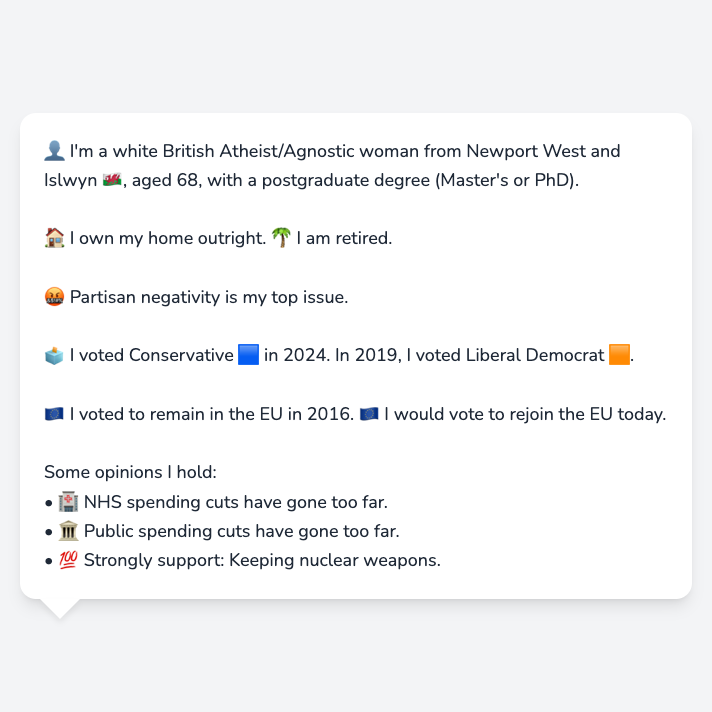 👤 I'm a white British Atheist/Agnostic woman from Newport West and
Islwyn 🏴󠁧󠁢󠁷󠁬󠁳󠁿, aged 68, with a postgraduate degree (Master's or PhD).
🏠 I own my home outright. 🌴 I am retired.
🤬 Partisan negativity is my top issue.
🗳️ I voted Conservative 🟦 in 2024. In 2019, I voted Liberal Democrat 🟧.
🇪🇺 I voted to remain in the EU in 2016. 🇪🇺 I would vote to rejoin the EU today.
Some opinions I hold:
• 🏥 NHS spending cuts have gone too far.
• 🏛️ Public spending cuts have gone too far.
• 💯 Strongly support: Keeping nuclear weapons.